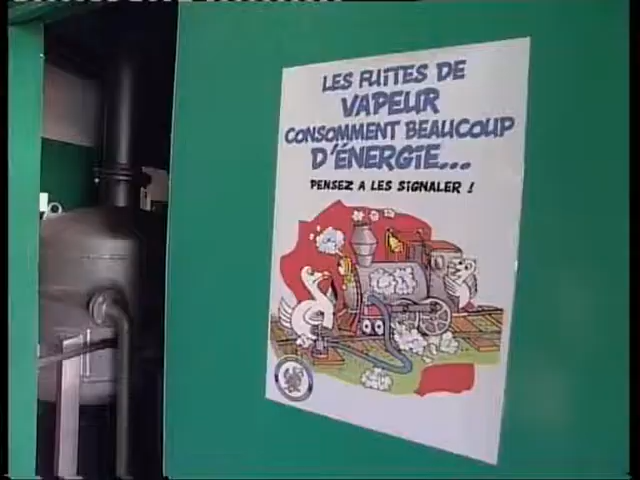 LES FUITES DE
VAPEUR
CONSOMMENT BEAUCOUP
D'ÉNERGIE...
PENSEZ A LES SIGNALER !